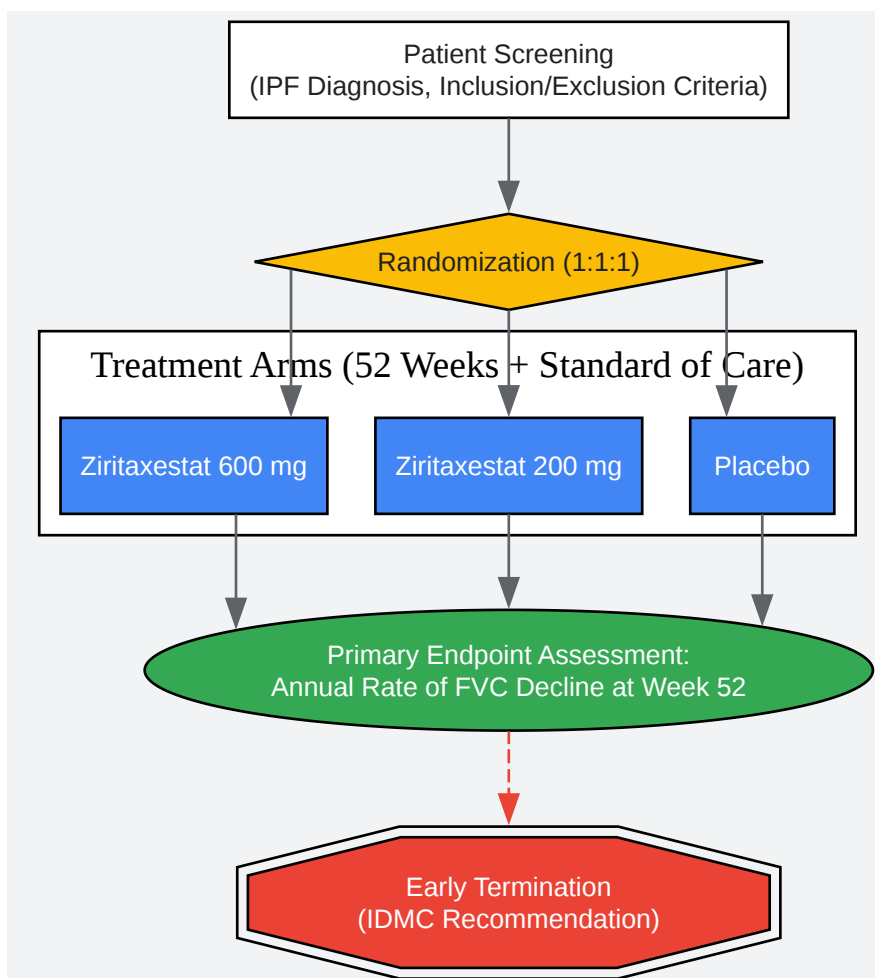 Patient Screening
(IPF Diagnosis, Inclusion/Exclusion Criteria)
Randomization (1:1:1)
Treatment Arms (52 Weeks + Standard of Care)
Ziritaxestat 600 mg
Ziritaxestat 200 mg
Placebo
Primary Endpoint Assessment:
Annual Rate of FVC Decline at Week 52
Early Termination
(IDMC Recommendation)